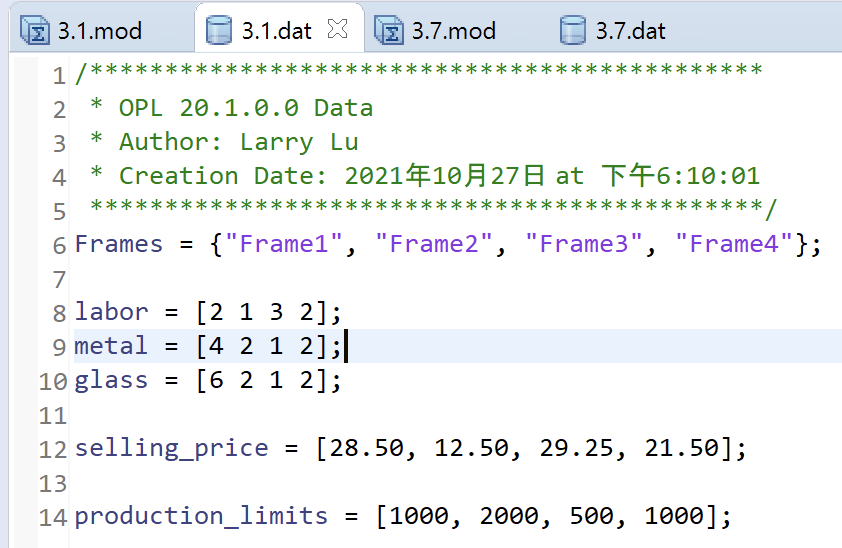 3.1.mod 3.1.dat 3.7.mod 3.7.dat
1 /*********************************************
2 * OPL 20.1.0.0 Data
3 * Author: Larry Lu
4 * Creation Date: 2021年10月27日 at 下午6:10:01
5 *********************************************/
6 Frames = {"Frame1", "Frame2", "Frame3", "Frame4"};
7
8 labor = [2 1 3 2];
9 metal = [4 2 1 2];
10 glass = [6 2 1 2];
11
12 selling_price = [28.50, 12.50, 29.25, 21.50];
13
14 production_limits = [1000, 2000, 500, 1000];